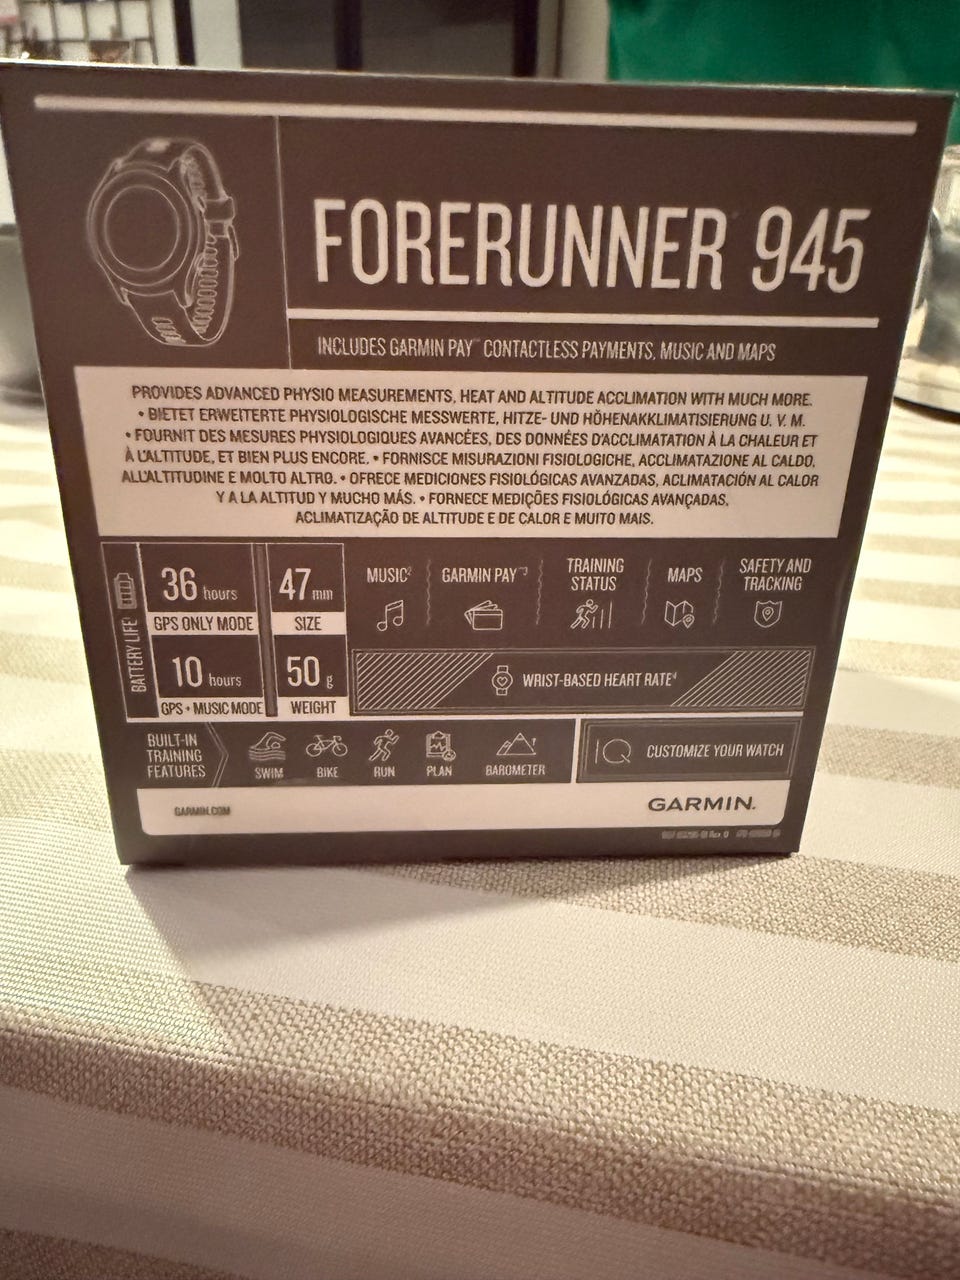 FORERUNNER 945
INCLUDES GARMIN PAY™ CONTACTLESS PAYMENTS, MUSIC AND MAPS
PROVIDES ADVANCED PHYSIO MEASUREMENTS, HEAT AND ALTITUDE ACCLIMATION WITH MUCH MORE.
• BIETET ERWEITERTE PHYSIOLOGISCHE MESSWERTE, HITZE- UND HÖHENAKKLIMATISIERUNG U. V. M.
• FOURNIT DES MESURES PHYSIOLOGIQUES AVANCÉES, DES DONNÉES D'ACCLIMATATION À LA CHALEUR ET
À L'ALTITUDE, ET BIEN PLUS ENCORE. • FORNISCE MISURAZIONI FISIOLOGICHE, ACCLIMATAZIONE AL CALDO,
ALL'ALTITUDINE E MOLTO ALTRO. • OFRECE MEDICIONES FISIOLÓGICAS AVANZADAS, ACLIMATACIÓN AL CALOR
Y A LA ALTITUD Y MUCHO MÁS. • FORNECE MEDIÇÕES FISIOLÓGICAS AVANÇADAS,
ACLIMATIZAÇÃO DE ALTITUDE E DE CALOR E MUITO MAIS.
BATTERY LIFE¹
36 hours
GPS ONLY MODE
10 hours
GPS + MUSIC MODE
47 mm
SIZE
50 g
WEIGHT
MUSIC²
GARMIN PAY™³
TRAINING
STATUS
MAPS
SAFETY AND
TRACKING
WRIST-BASED HEART RATE⁴
BUILT-IN
TRAINING
FEATURES
SWIM
BIKE
RUN
PLAN
BAROMETER
IQ CUSTOMIZE YOUR WATCH
GARMIN.COM
GARMIN.